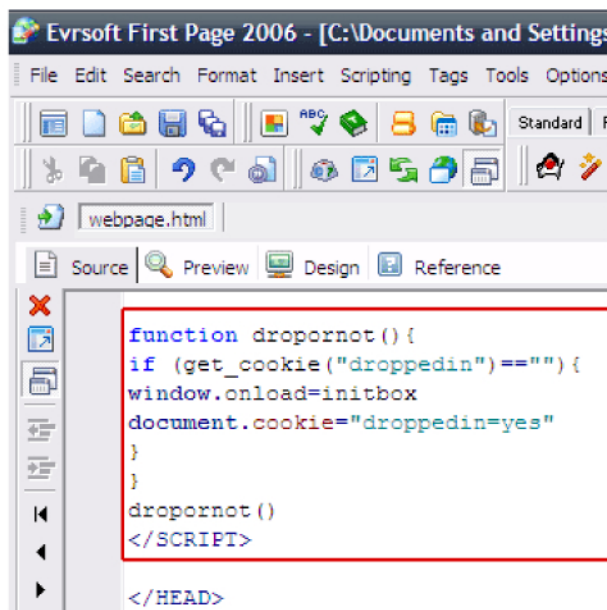 Evrsoft First Page 2006 - [C:\Documents and Settings
File Edit Search Format Insert Scripting Tags Tools Options
ABC Standard
webpage.html
Source Preview Design Reference
function dropornot(){
if (get_cookie("droppedin")==""){
window.onload=initbox
document.cookie="droppedin=yes"
}
}
dropornot()
</SCRIPT>
</HEAD>